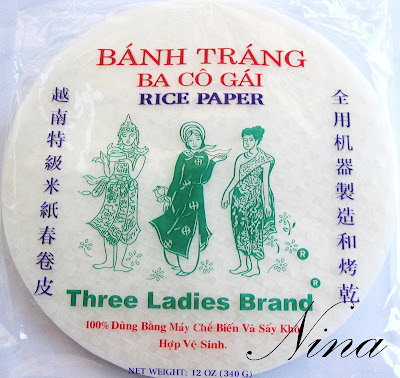 BÁNH TRÁNG
BA CÔ GÁI
RICE PAPER
越南特級米紙春卷皮
全用机器製造和烤乾
®
®
Three Ladies Brand
100% Dùng Bằng Máy Chế Biến Và Sấy Khô
Hợp Vệ Sinh.
NET WEIGHT: 12 OZ (340 G)
Nina